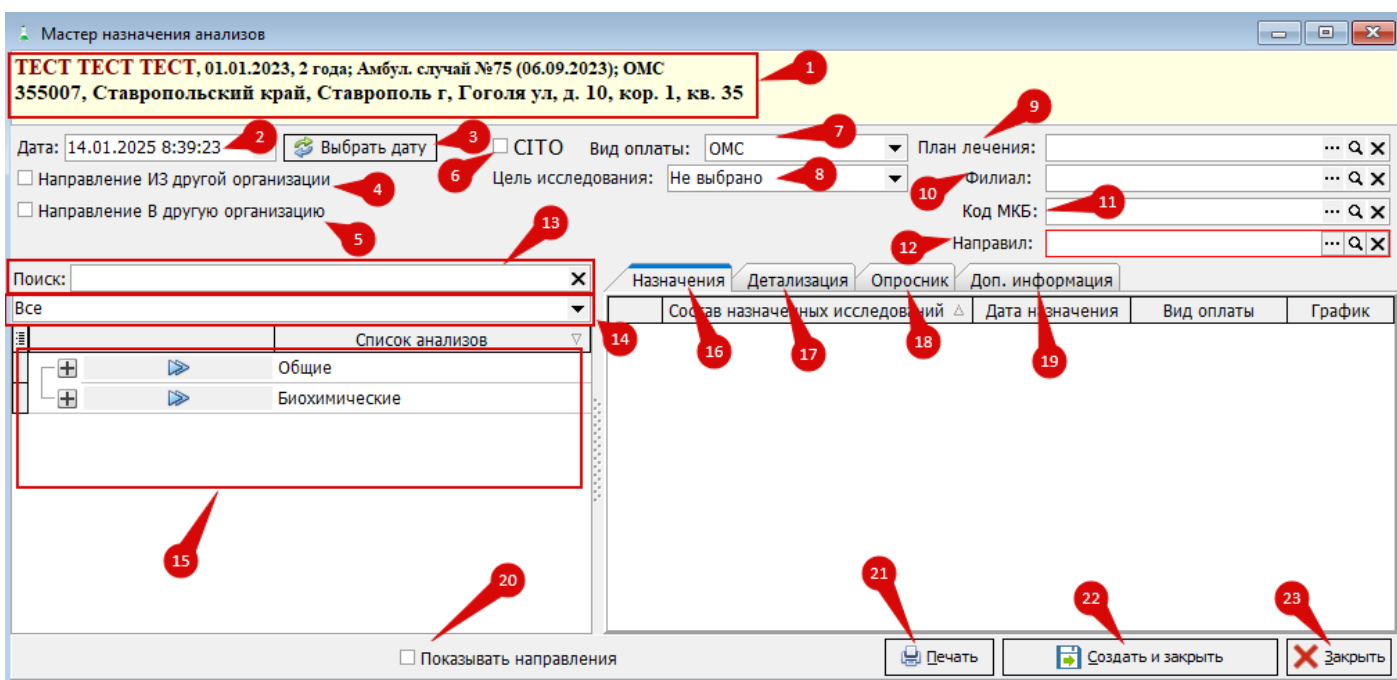 Мастер назначения анализов
ТЕСТ ТЕСТ ТЕСТ, 01.01.2023, 2 года; Амбул. случай №75 (06.09.2023); ОМС
355007, Ставропольский край, Ставрополь г, Гоголя ул, д. 10, кор. 1, кв. 35
1
9
Дата: 14.01.2025 8:39:23 2 Выбрать дату 3 CITO Вид оплаты: ОМС 7 План лечения:
Направление ИЗ другой организации 4 6 Цель исследования: Не выбрано 8 10 Филиал:
Направление В другую организацию Код МКБ: 11
5 13 12 Направил:
Поиск: Назначения Детализация Опросник Доп. информация
Все Состав назначенных исследований Дата назначения Вид оплаты График
Список анализов 14 16 17 18 19
Общие
Биохимические
15
20 21 22 23
Показывать направления Печать Создать и закрыть Закрыть